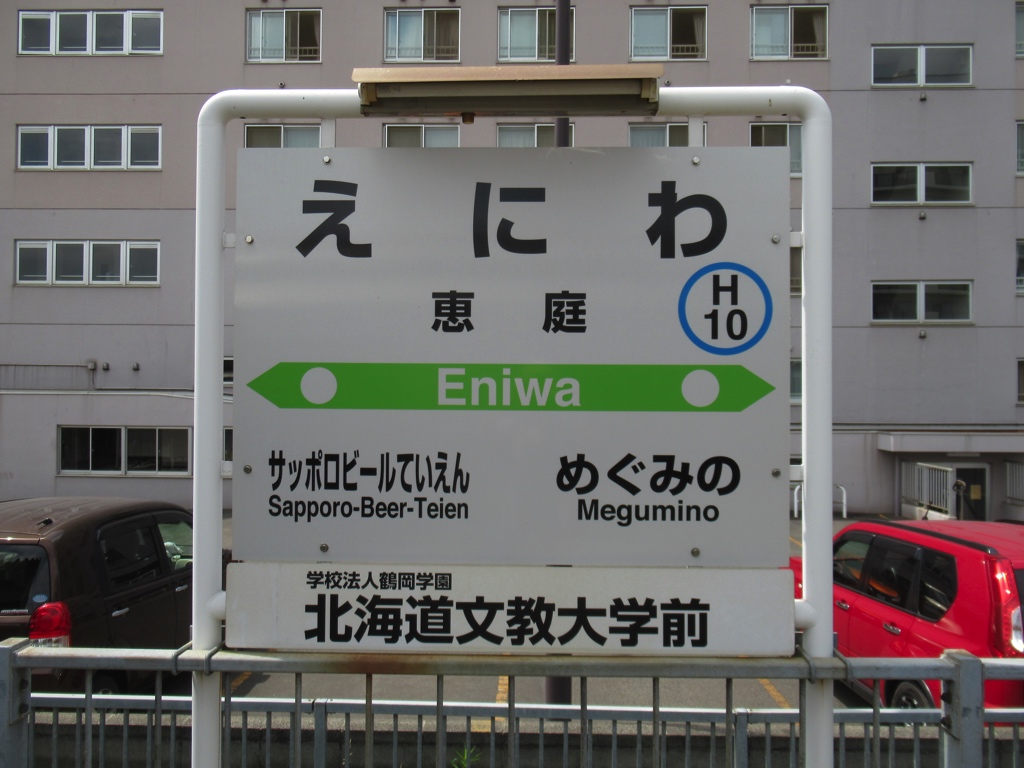 えにわ
恵庭
H
10
Eniwa
サッポロビールていえん めぐみの
Sapporo-Beer-Teien Megumino
学校法人鶴岡学園
北海道文教大学前